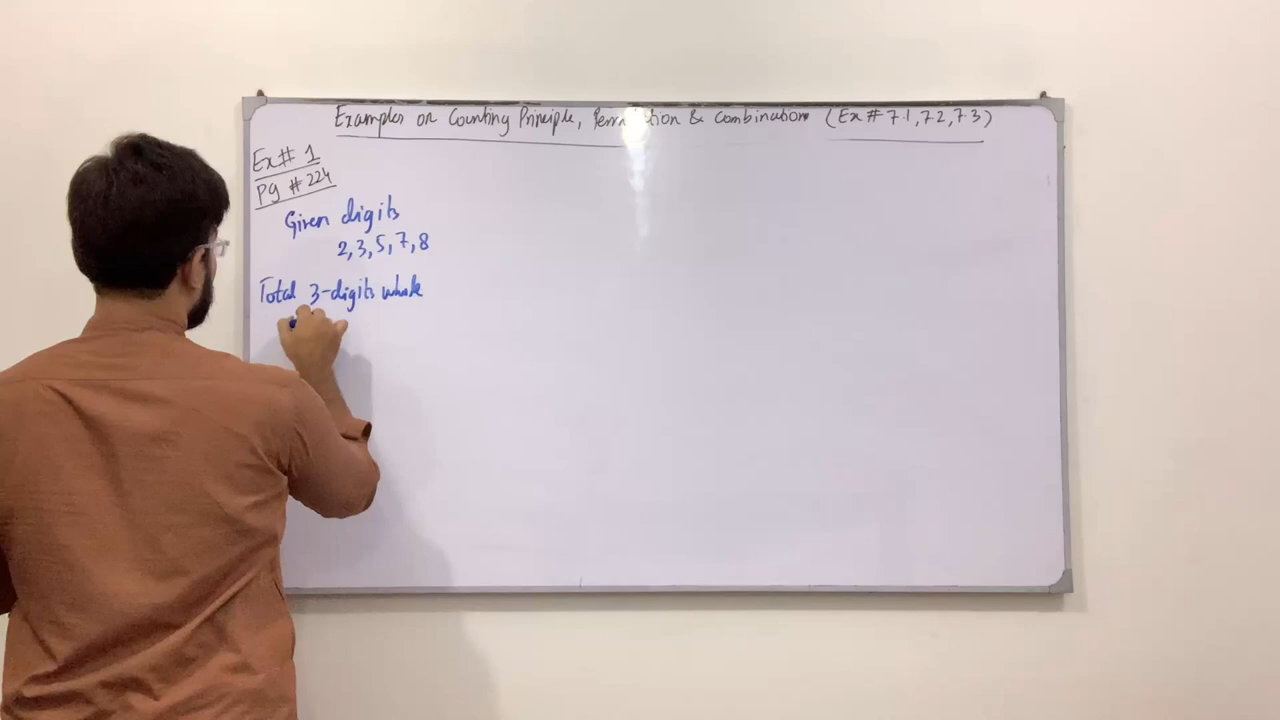 Examples on Counting Principle, Permutation & Combination (Ex # 7.1, 7.2, 7.3)
Ex# 1
Pg # 224
Given digits
2, 3, 5, 7, 8
Total 3-digits whole